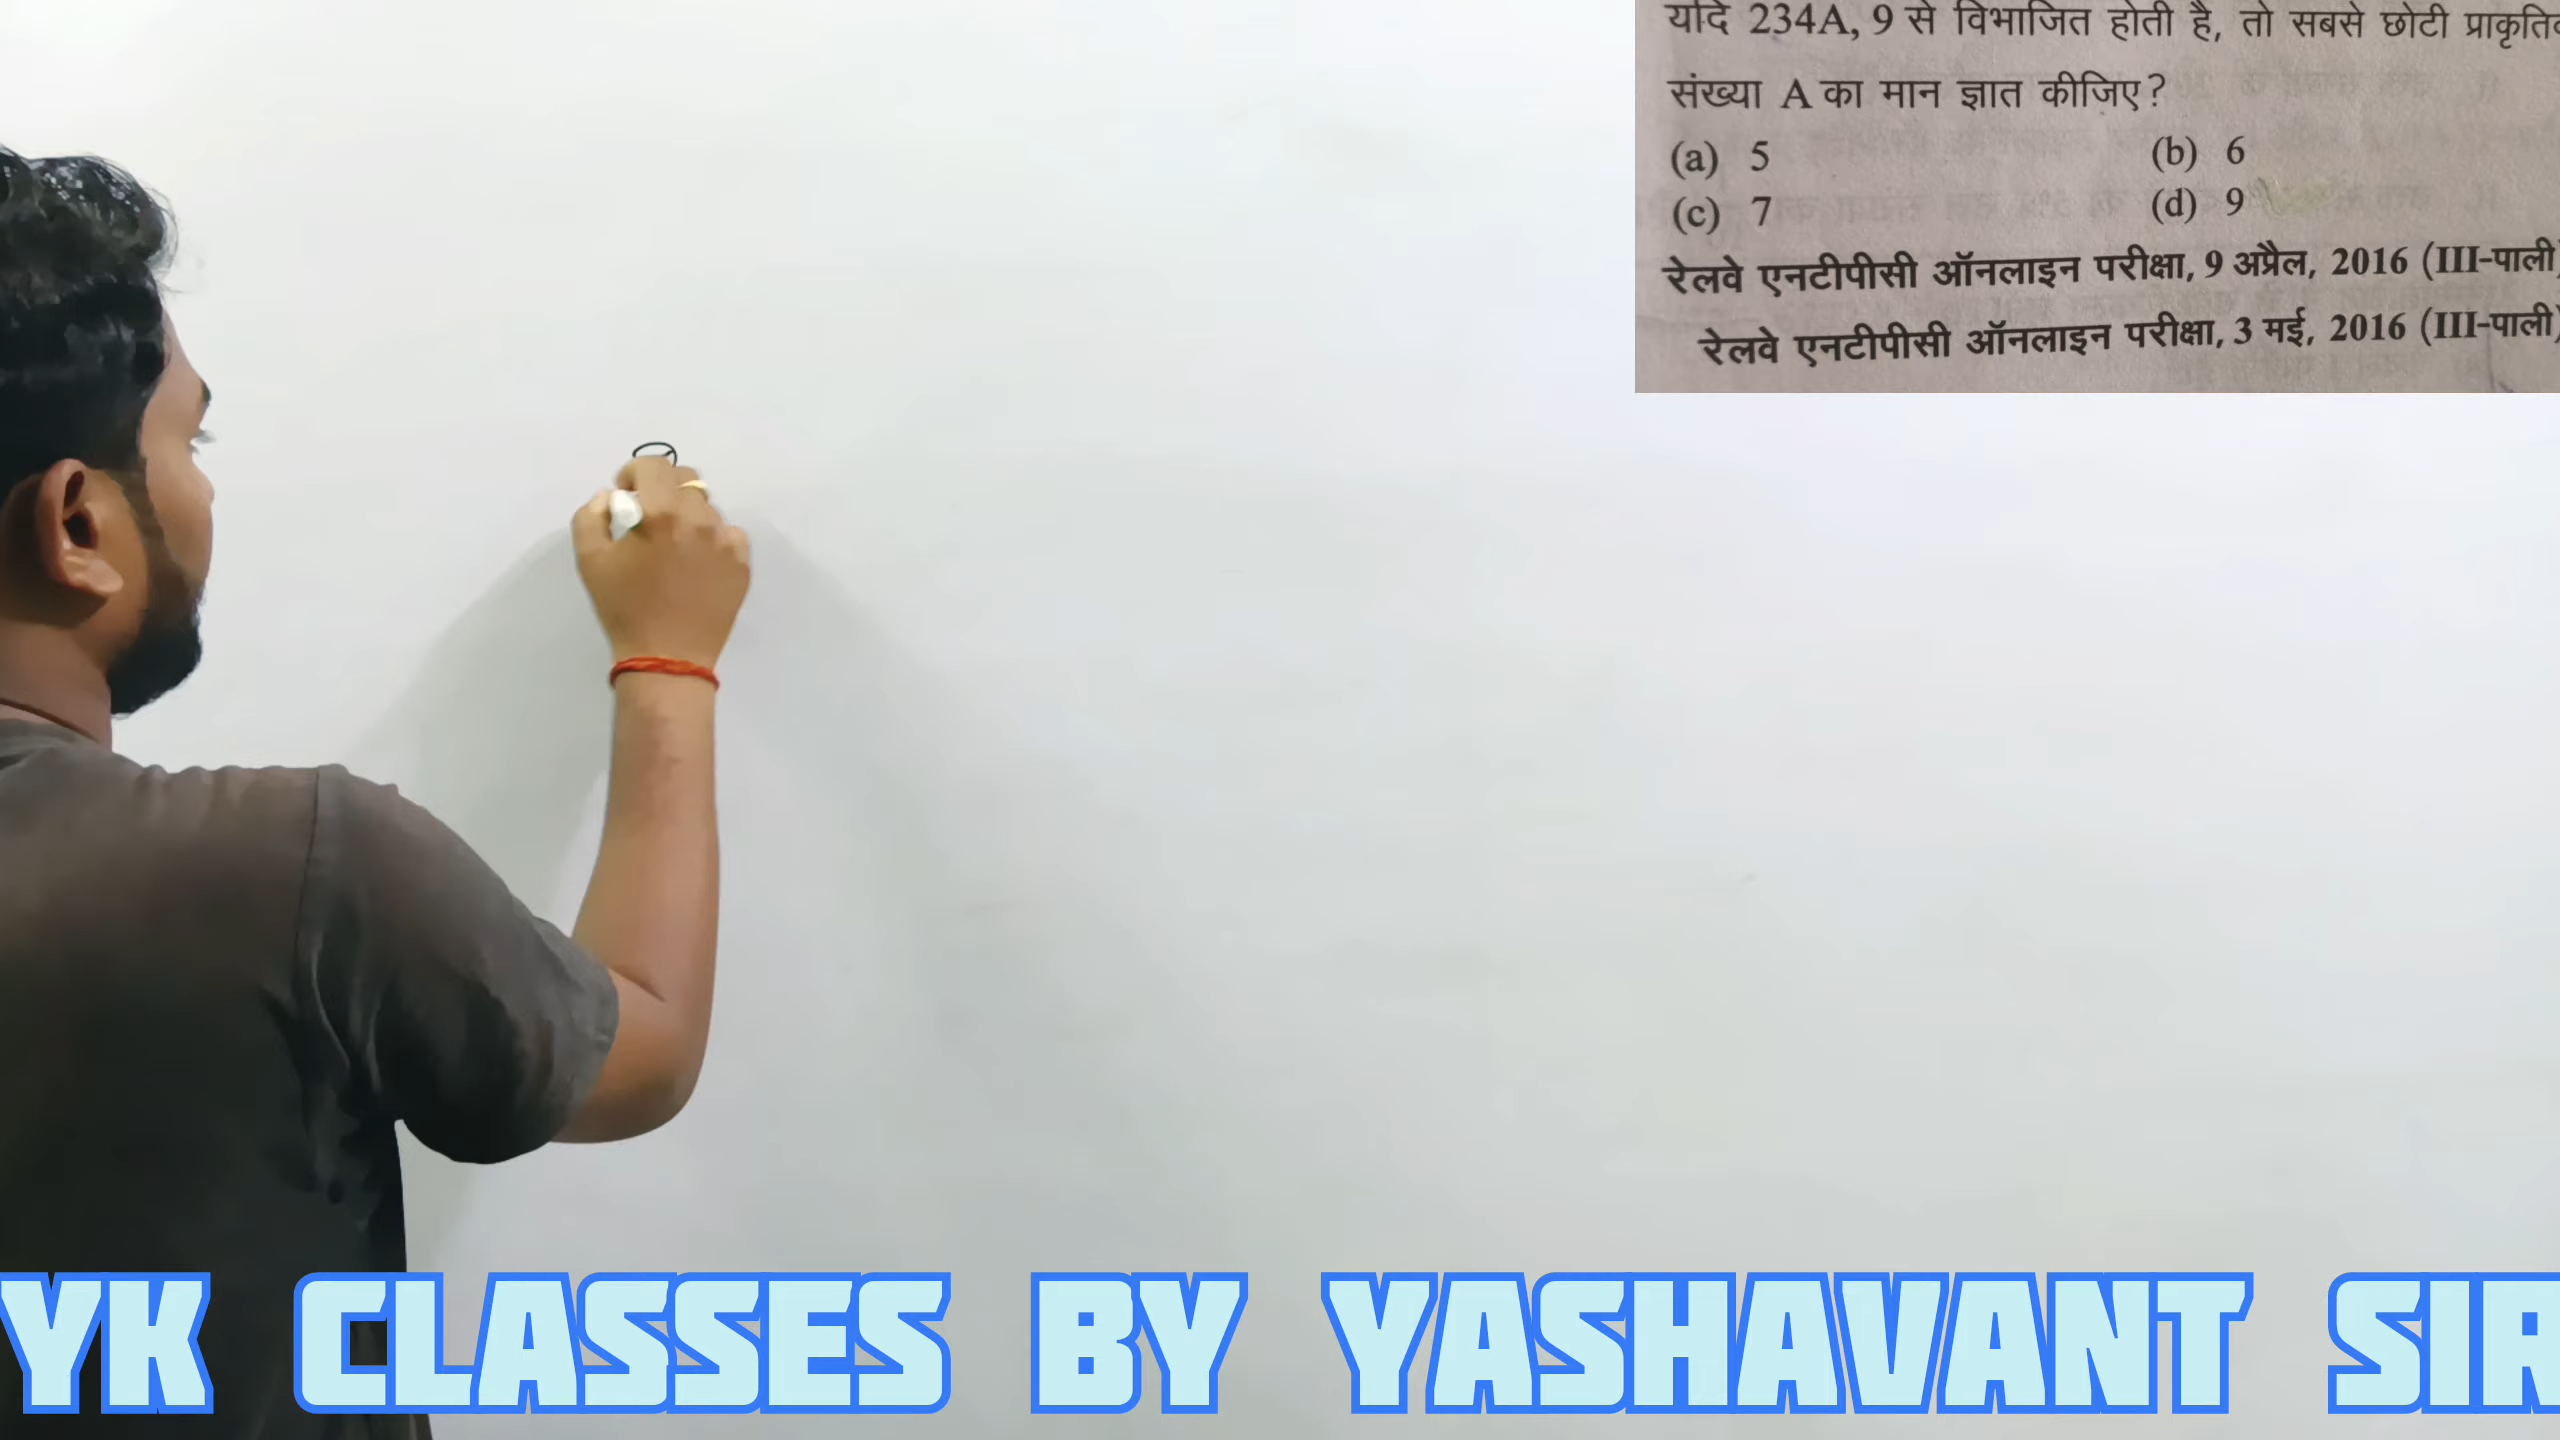 यदि 234A, 9 से विभाजित होती है, तो सबसे छोटी
संख्या A का मान ज्ञात कीजिए?
(a) 5 (b) 6
(c) 7 (d) 9
रेलवे एनटीपीसी ऑनलाइन परीक्षा, 9 अप्रैल, 2016 (III-पाली)
रेलवे एनटीपीसी ऑनलाइन परीक्षा, 3 मई, 2016 (III-पाली)
YK CLASSES BY YASHAVANT SIR